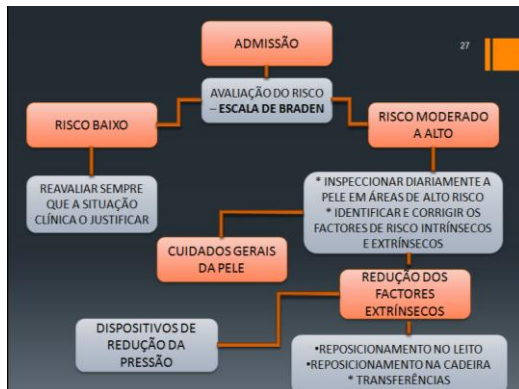 ADMISSÃO
27
AVALIAÇÃO DO RISCO
– ESCALA DE BRADEN
RISCO BAIXO
RISCO MODERADO
A ALTO
REAVALIAR SEMPRE
QUE A SITUAÇÃO
CLÍNICA O JUSTIFICAR
* INSPECCIONAR DIARIAMENTE A
PELE EM ÁREAS DE ALTO RISCO
* IDENTIFICAR E CORRIGIR OS
FACTORES DE RISCO INTRÍNSECOS
E EXTRÍNSECOS
CUIDADOS GERAIS
DA PELE
REDUÇÃO DOS
FACTORES
EXTRÍNSECOS
DISPOSITIVOS DE
REDUÇÃO DA
PRESSÃO
•REPOSICIONAMENTO NO LEITO
•REPOSICIONAMENTO NA CADEIRA
* TRANSFERÊNCIAS